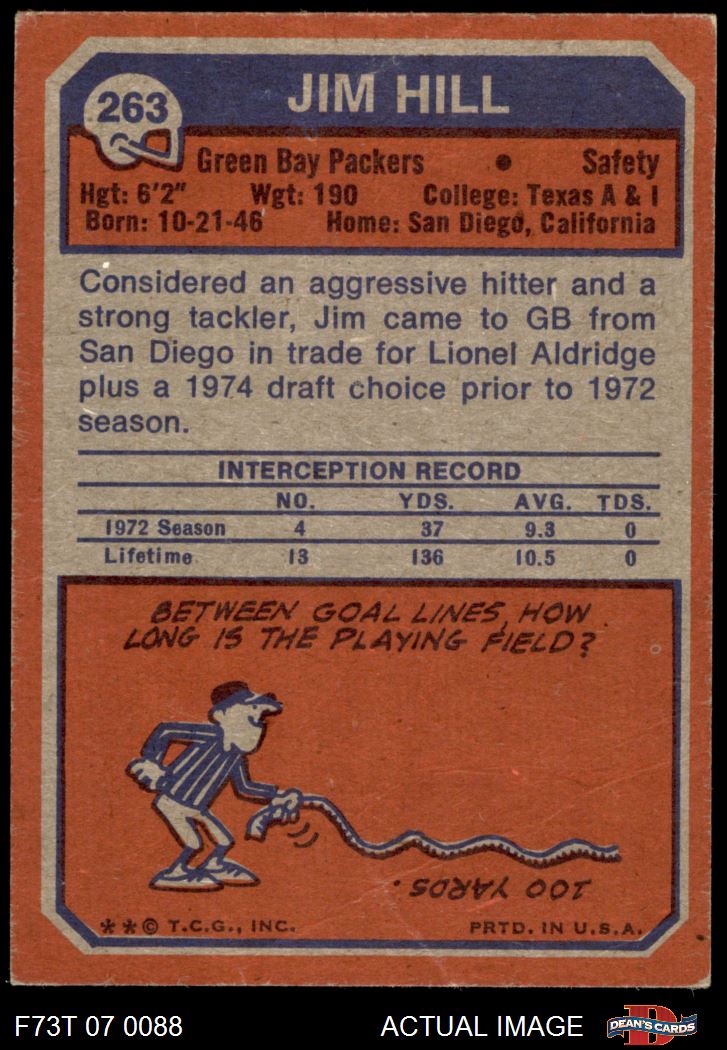 263
JIM HILL
Green Bay Packers • Safety
Hgt: 6'2" Wgt: 190 College: Texas A & I
Born: 10-21-46 Home: San Diego, California
Considered an aggressive hitter and a
strong tackler, Jim came to GB from
San Diego in trade for Lionel Aldridge
plus a 1974 draft choice prior to 1972
season.
INTERCEPTION RECORD
NO. YDS. AVG. TDS.
1972 Season 4 37 9.3 0
Lifetime 13 136 10.5 0
BETWEEN GOAL LINES, HOW
LONG IS THE PLAYING FIELD?
100 YARDS.
**© T.C.G., INC. PRTD. IN U.S.A.
F73T 07 0088 ACTUAL IMAGE D DEAN'S CARDS